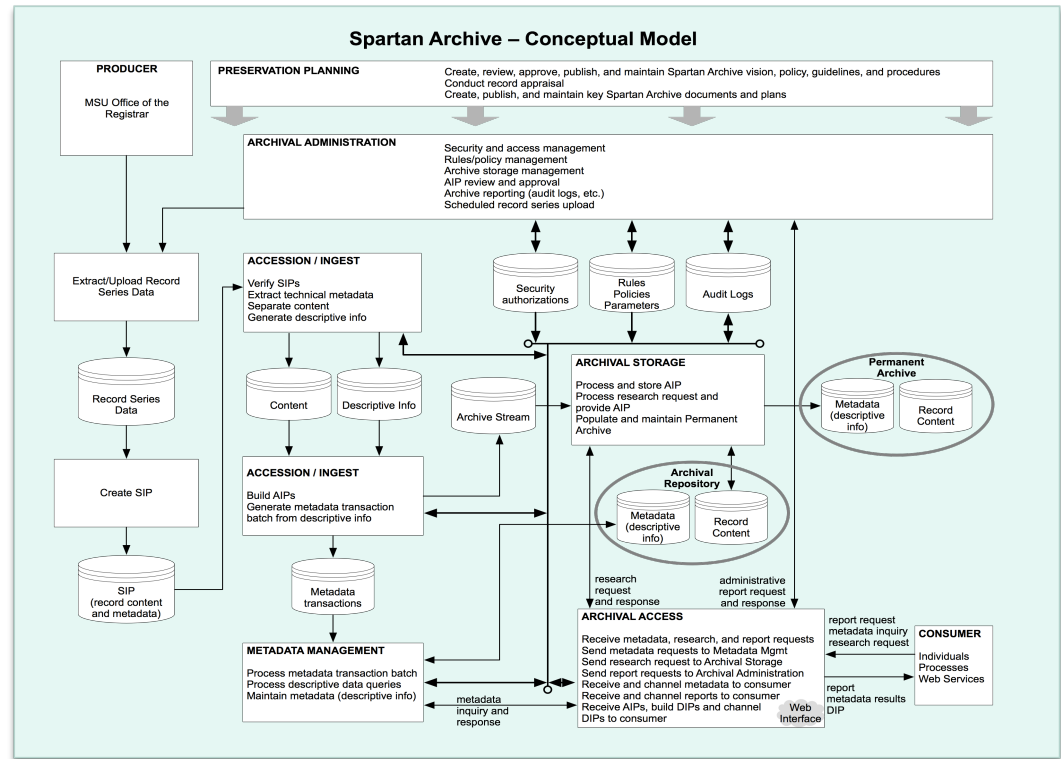 Spartan Archive – Conceptual Model
PRODUCER
MSU Office of the
Registrar
PRESERVATION PLANNING
Create, review, approve, publish, and maintain Spartan Archive vision, policy, guidelines, and procedures
Conduct record appraisal
Create, publish, and maintain key Spartan Archive documents and plans
ARCHIVAL ADMINISTRATION
Security and access management
Rules/policy management
Archive storage management
AIP review and approval
Archive reporting (audit logs, etc.)
Scheduled record series upload
Extract/Upload Record
Series Data
ACCESSION / INGEST
Verify SIPs
Extract technical metadata
Separate content
Generate descriptive info
Security
authorizations
Rules
Policies
Parameters
Audit Logs
Record Series
Data
Content
Descriptive Info
Archive Stream
ARCHIVAL STORAGE
Process and store AIP
Process research request and
provide AIP
Populate and maintain Permanent
Archive
Permanent
Archive
Metadata
(descriptive
info)
Record
Content
Create SIP
ACCESSION / INGEST
Build AIPs
Generate metadata transaction
batch from descriptive info
Archival
Repository
Metadata
(descriptive
info)
Record
Content
SIP
(record content
and metadata)
Metadata
transactions
research
request
and response
administrative
report request
and response
METADATA MANAGEMENT
Process metadata transaction batch
Process descriptive data queries
Maintain metadata (descriptive info)
metadata
inquiry and
response
ARCHIVAL ACCESS
Receive metadata, research, and report requests
Send metadata requests to Metadata Mgmt
Send research request to Archival Storage
Send report requests to Archival Administration
Receive and channel metadata to consumer
Receive and channel reports to consumer
Receive AIPs, build DIPs and channel
DIPs to consumer
Web
Interface
report request
metadata inquiry
research request
report
metadata results
DIP
CONSUMER
Individuals
Processes
Web Services